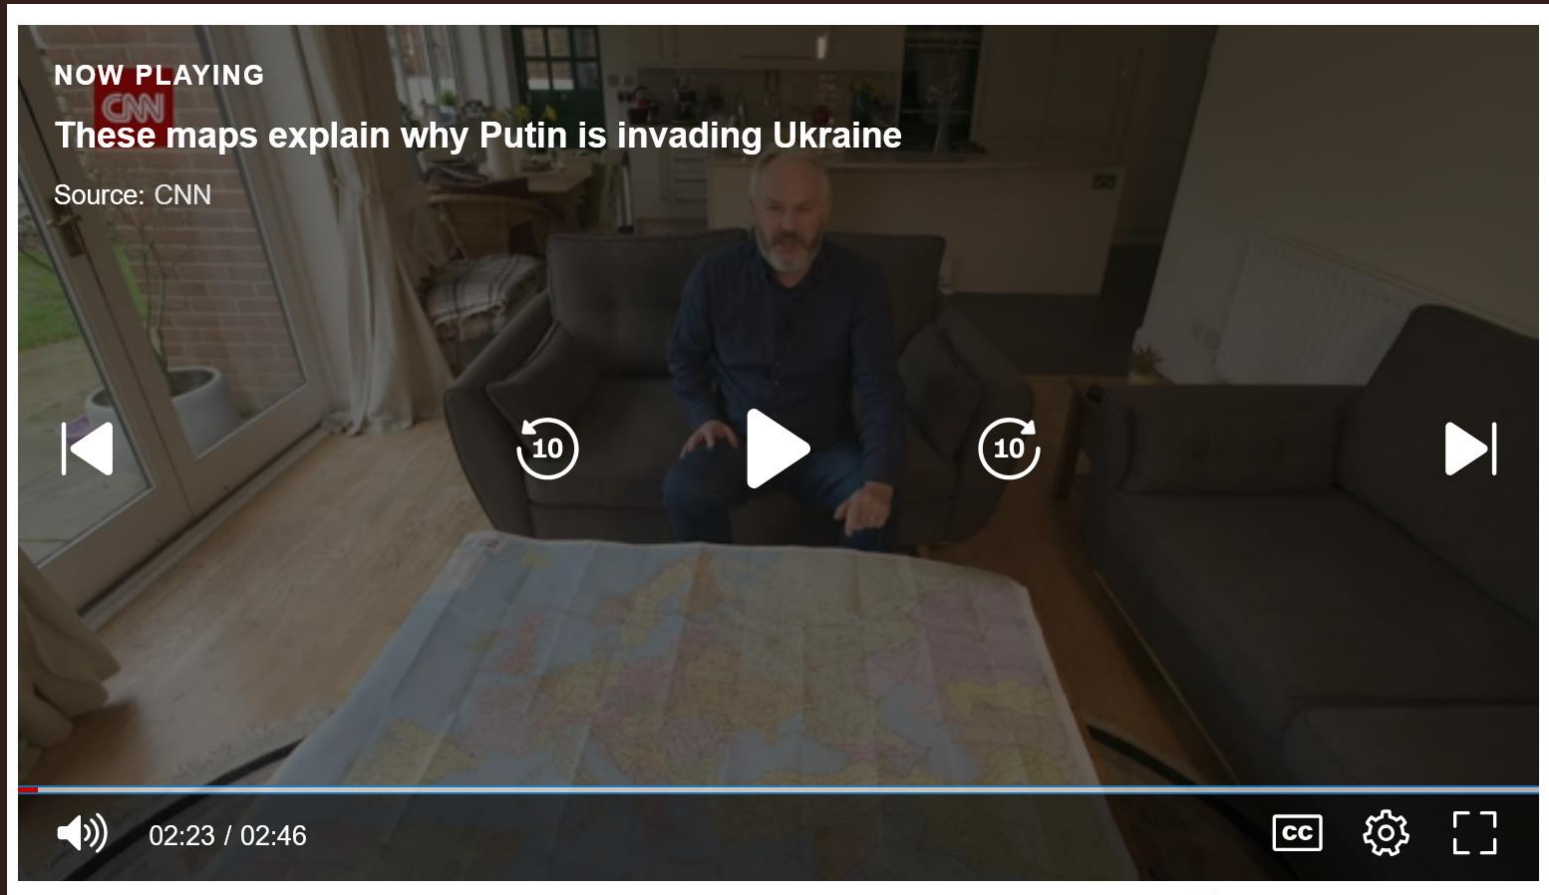 NOW PLAYING
CNN
These maps explain why Putin is invading Ukraine
Source: CNN
10
10
02:23 / 02:46
CC